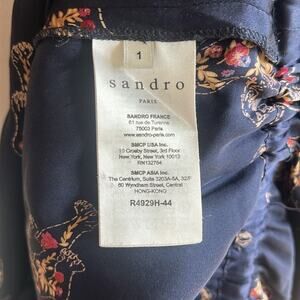 1
sandro
PARIS
SANDRO FRANCE
61 rue de Turenne
75003 Paris
www.sandro-paris.com
SMCP USA Inc.
10 Crosby Street, 3rd Floor
New York, New York 10013
RN132784
SMCP ASIA Inc.
The Centrium, Suite 3203A-5A, 32/F
60 Wyndham Street, Central
HONG-KONG
R4929H-44